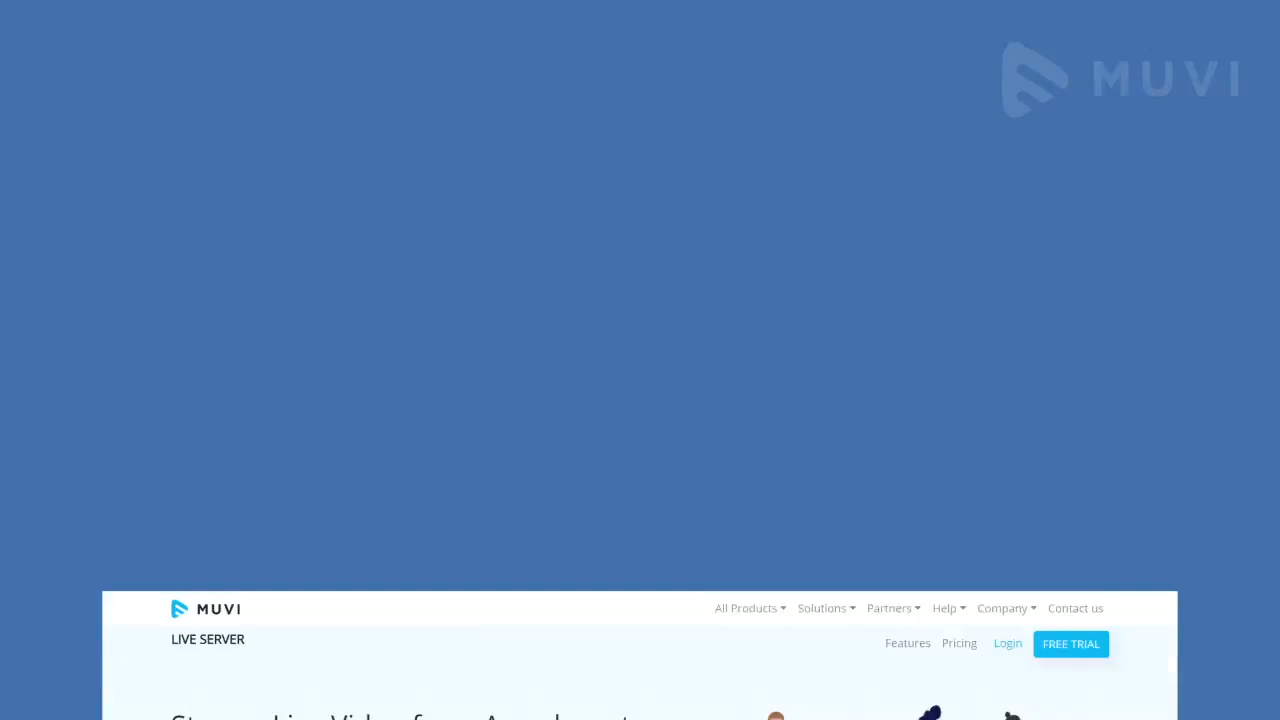 MUVI
MUVI All Products Solutions Partners Help Company Contact us
LIVE SERVER Features Pricing Login FREE TRIAL